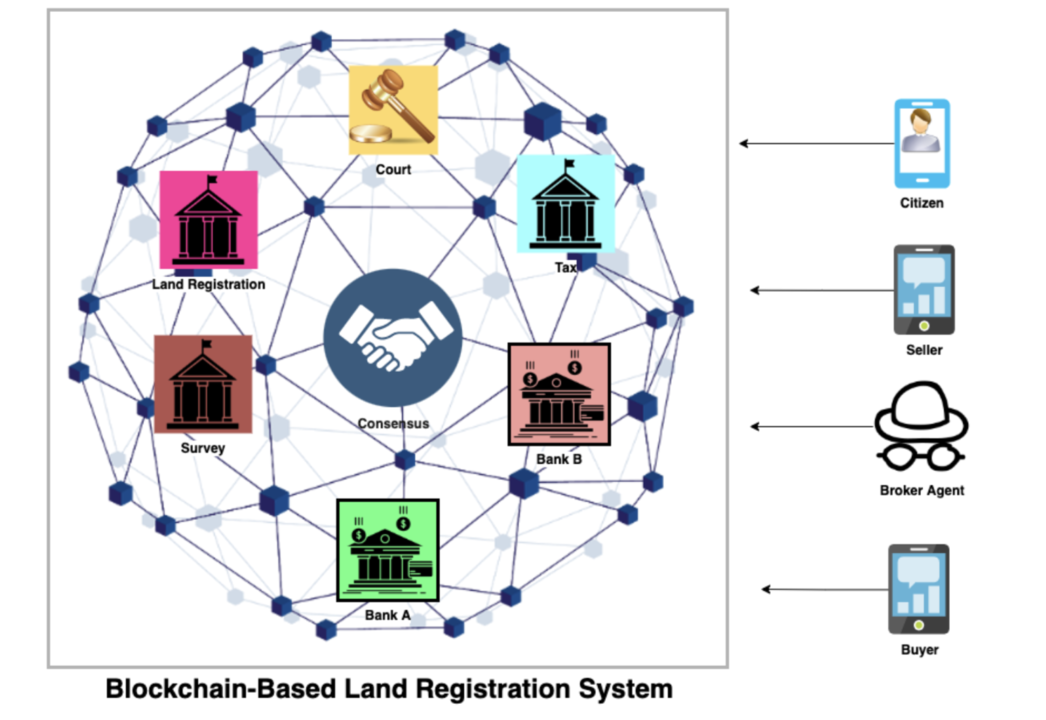 Court
Land Registration
Tax
Consensus
Survey
Bank B
Bank A
Citizen
Seller
Broker Agent
Buyer
Blockchain-Based Land Registration System